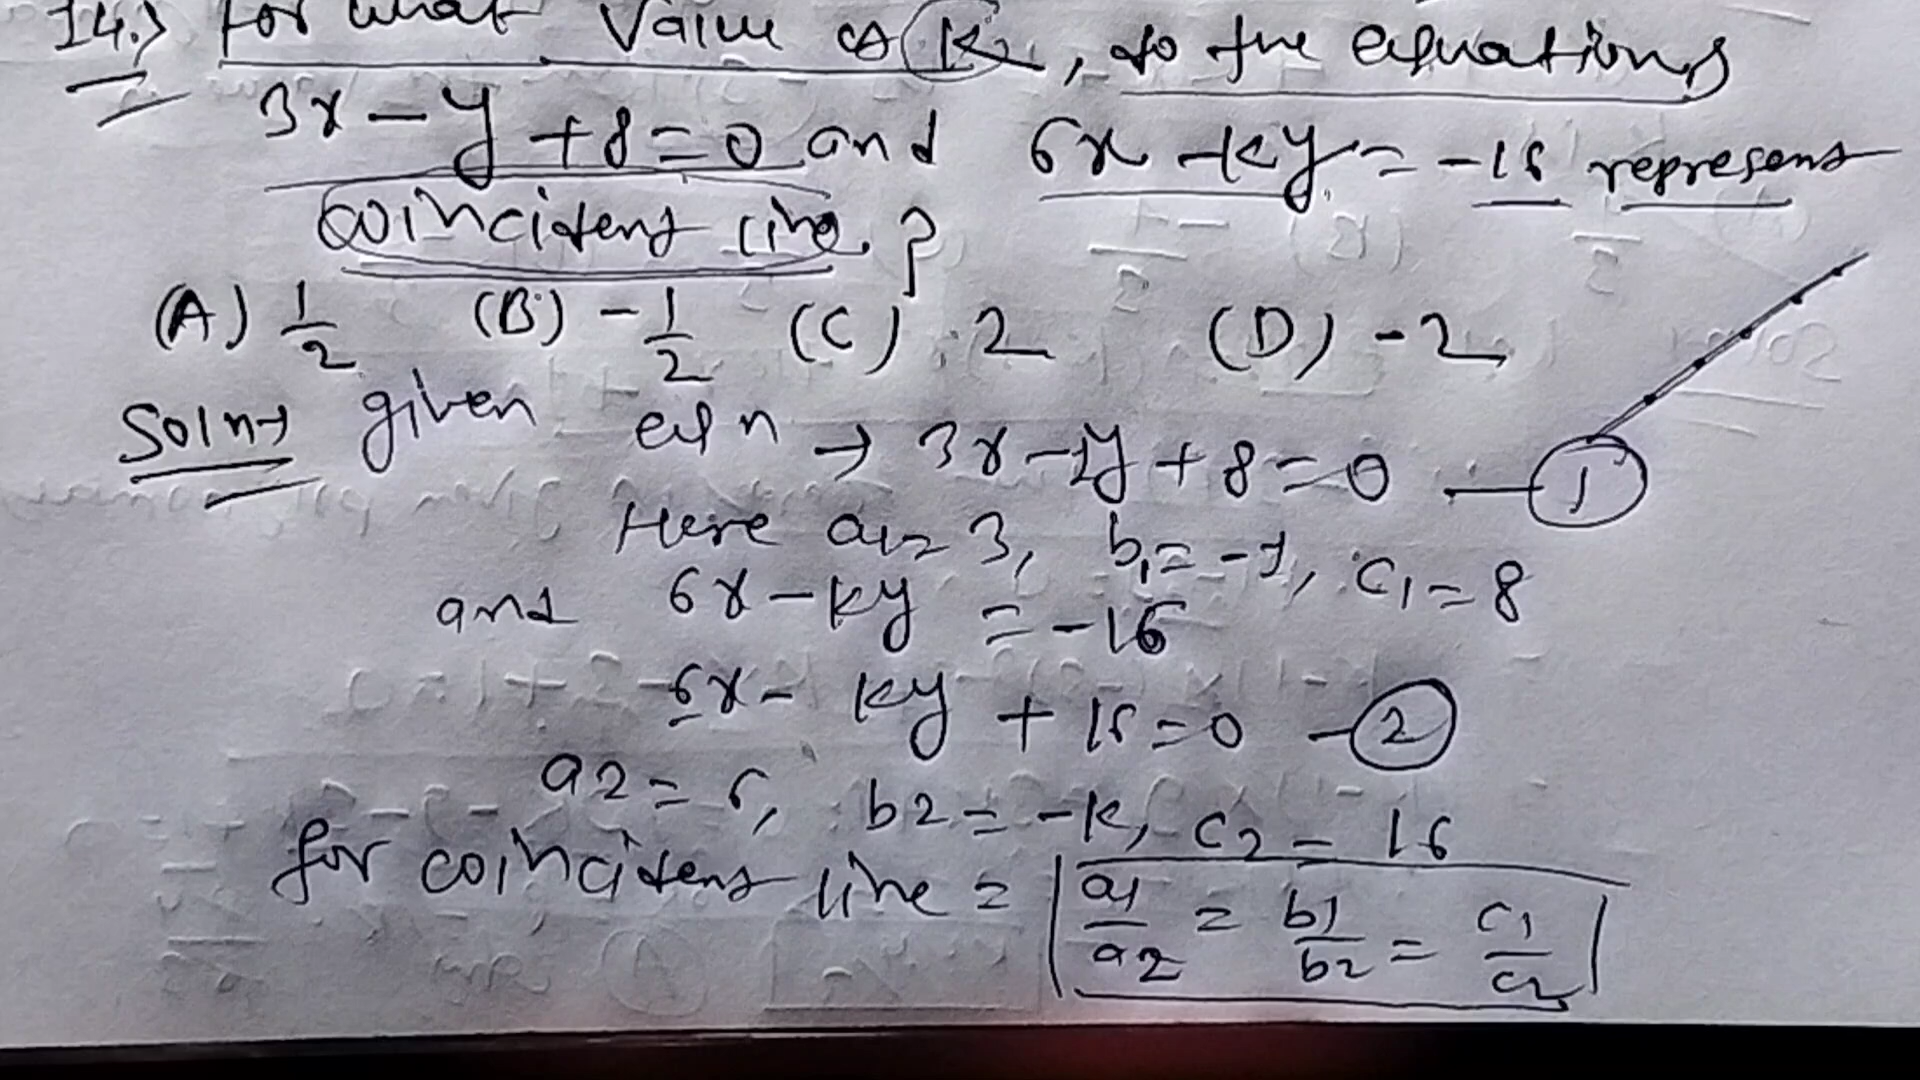 14.) For what Value of K, do the equations
3x - y + 8 = 0 and 6x - ky = -16 represent
coincident line ?
(A) 1/2 (B) - 1/2 (C) 2 (D) -2
Soln→ given eqn → 3x - 1y + 8 = 0 — 1
Here a1 = 3, b1 = -1, c1 = 8
and 6x - ky = -16
6x - ky + 16 = 0 - 2
a2 = 6, b2 = -k, c2 = 16
for coincident line = a1/a2 = b1/b2 = c1/c2